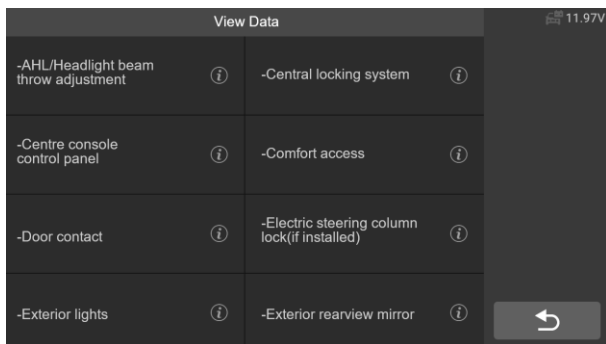 View Data
11.97V
-AHL/Headlight beam
throw adjustment
-Central locking system
-Centre console
control panel
-Comfort access
-Door contact
-Electric steering column
lock(if installed)
-Exterior lights
-Exterior rearview mirror